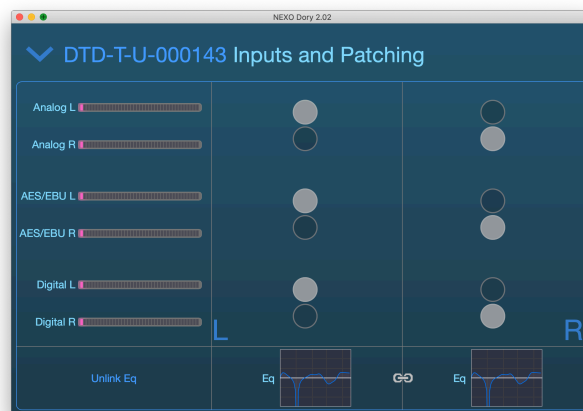 NEXO Dory 2.02
DTD-T-U-000143 Inputs and Patching
Analog L
Analog R
AES/EBU L
AES/EBU R
Digital L
Digital R
L
R
Unlink Eq
Eq
Eq